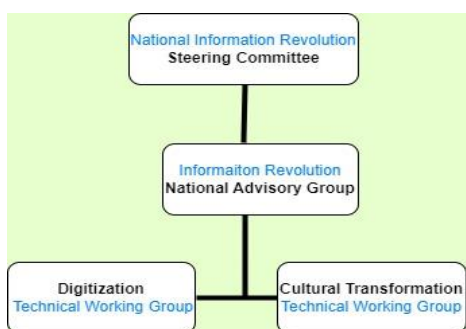 National Information Revolution
Steering Committee
Informaiton Revolution
National Advisory Group
Digitization
Technical Working Group
Cultural Transformation
Technical Working Group